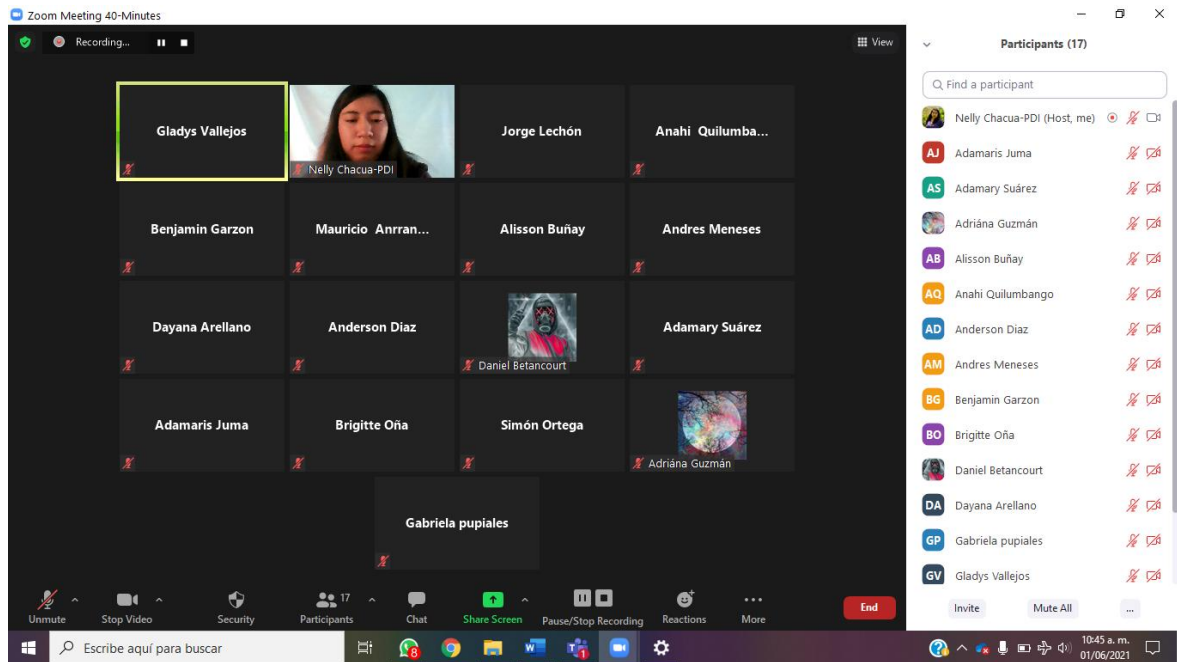 Zoom Meeting 40-Minutes
Recording...
View
Gladys Vallejos
Nelly Chacua-PDI
Jorge Lechón
Anahi Quilumba...
Benjamin Garzon
Mauricio Anrran...
Alisson Buñay
Andres Meneses
Dayana Arellano
Anderson Diaz
Daniel Betancourt
Adamary Suárez
Adamaris Juma
Brigitte Oña
Simón Ortega
Adriána Guzmán
Gabriela pupiales
Unmute
Stop Video
Security
17
Participants
Chat
Share Screen
Pause/Stop Recording
Reactions
More
End
Participants (17)
Find a participant
Nelly Chacua-PDI (Host, me)
AJ Adamaris Juma
AS Adamary Suárez
Adriána Guzmán
AB Alisson Buñay
AQ Anahi Quilumbango
AD Anderson Diaz
AM Andres Meneses
BG Benjamin Garzon
BO Brigitte Oña
Daniel Betancourt
DA Dayana Arellano
GP Gabriela pupiales
GV Gladys Vallejos
Invite Mute All ...
Escribe aquí para buscar
8
10:45 a. m.
01/06/2021